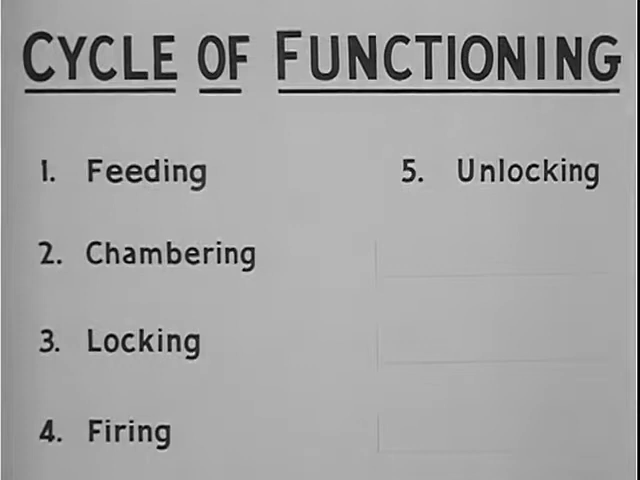 CYCLE OF FUNCTIONING
1. Feeding
2. Chambering
3. Locking
4. Firing
5. Unlocking